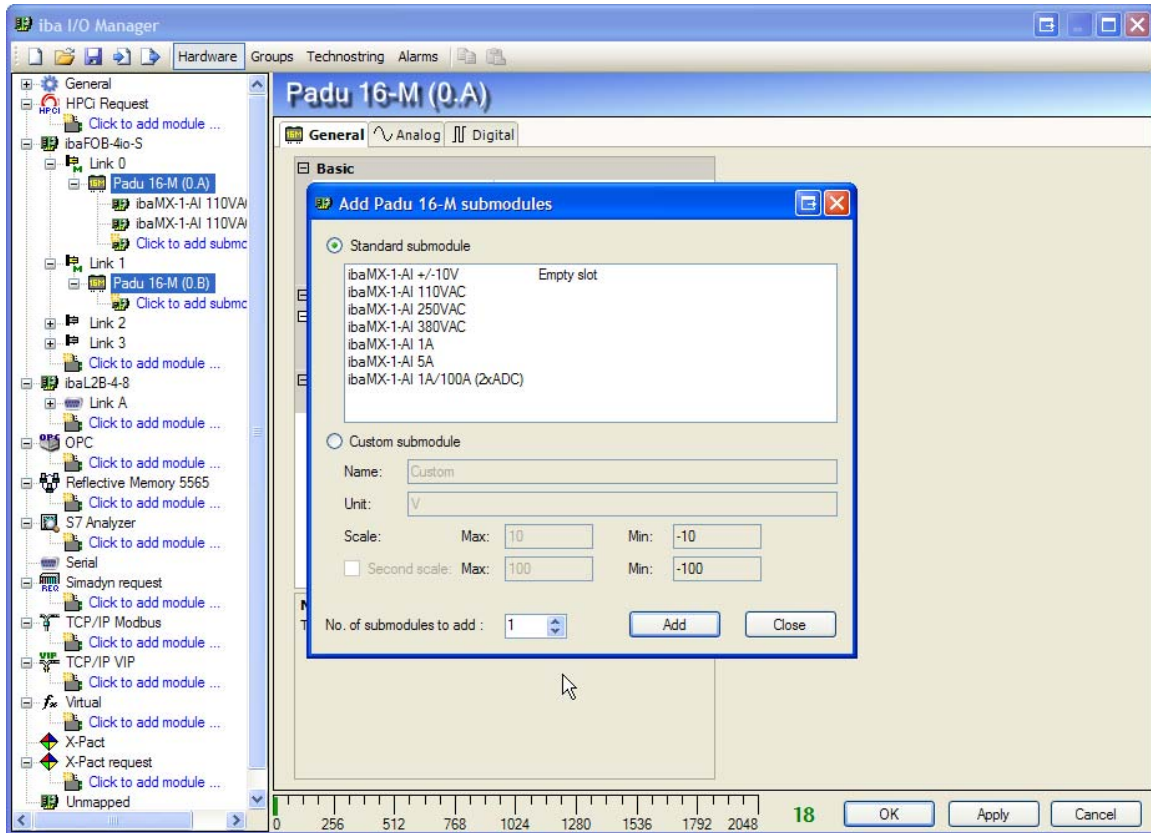 iba I/O Manager
Hardware Groups Technostring Alarms
General
HPCi Request
Click to add module ...
ibaFOB-4io-S
Link 0
Padu 16-M (0.A)
ibaMX-1-AI 110VA
ibaMX-1-AI 110VA
Click to add submc
Link 1
Padu 16-M (0.B)
Click to add submc
Link 2
Link 3
Click to add module ...
ibaL2B-4-8
Link A
Click to add module ...
OPC
Click to add module ...
Reflective Memory 5565
Click to add module ...
S7 Analyzer
Click to add module ...
Serial
Simadyn request
Click to add module ...
TCP/IP Modbus
Click to add module ...
TCP/IP VIP
Click to add module ...
Virtual
Click to add module ...
X-Pact
X-Pact request
Click to add module ...
Unmapped
Padu 16-M (0.A)
General Analog Digital
Basic
Add Padu 16-M submodules
Standard submodule
ibaMX-1-AI +/-10V Empty slot
ibaMX-1-AI 110VAC
ibaMX-1-AI 250VAC
ibaMX-1-AI 380VAC
ibaMX-1-AI 1A
ibaMX-1-AI 5A
ibaMX-1-AI 1A/100A (2xADC)
Custom submodule
Name: Custom
Unit: V
Scale: Max: 10 Min: -10
Second scale: Max: 100 Min: -100
No. of submodules to add : 1 Add Close
0 256 512 768 1024 1280 1536 1792 2048 18 OK Apply Cancel